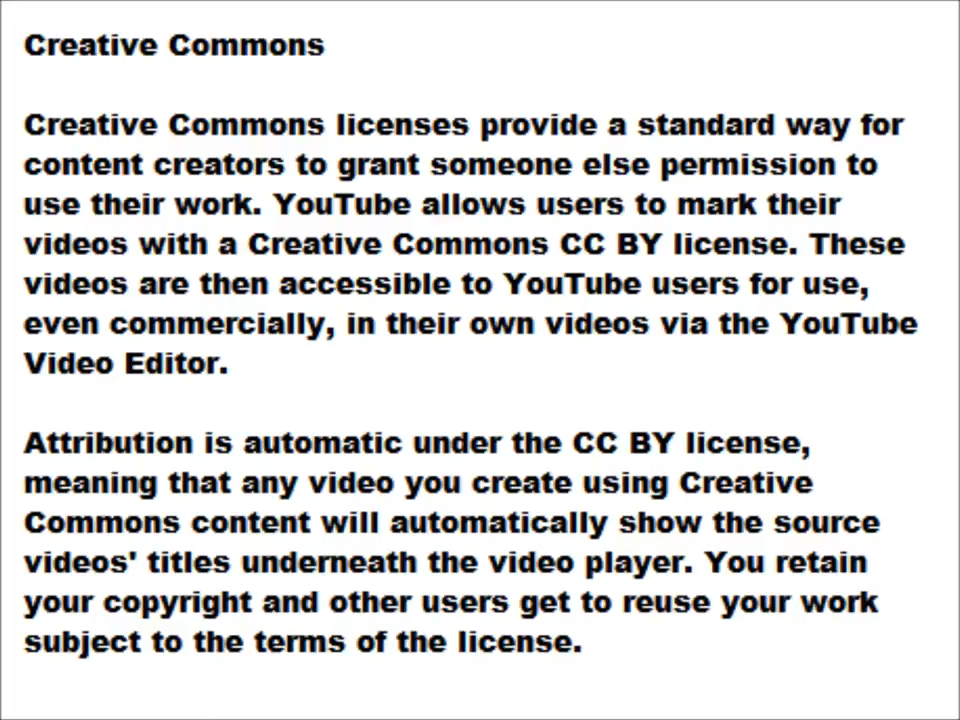 Creative Commons
Creative Commons licenses provide a standard way for
content creators to grant someone else permission to
use their work. YouTube allows users to mark their
videos with a Creative Commons CC BY license. These
videos are then accessible to YouTube users for use,
even commercially, in their own videos via the YouTube
Video Editor.
Attribution is automatic under the CC BY license,
meaning that any video you create using Creative
Commons content will automatically show the source
videos' titles underneath the video player. You retain
your copyright and other users get to reuse your work
subject to the terms of the license.